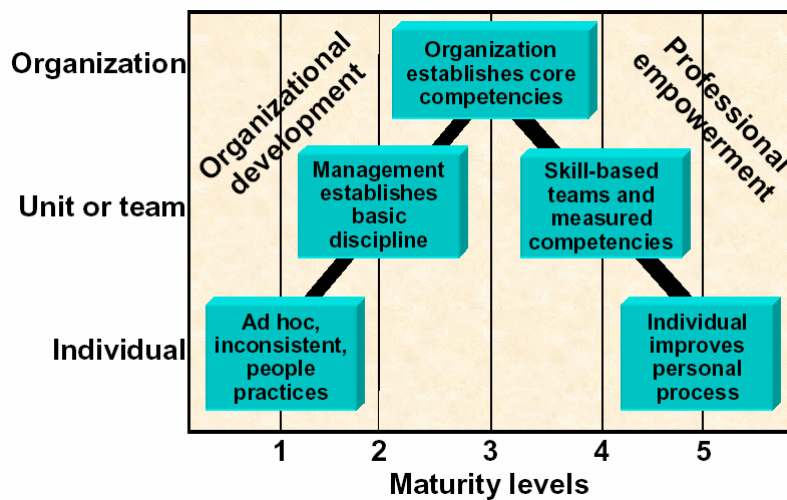 Organization
Unit or team
Individual
Organizational
development
Professional
empowerment
Organization
establishes core
competencies
Management
establishes
basic
discipline
Skill-based
teams and
measured
competencies
Ad hoc,
inconsistent,
people
practices
Individual
improves
personal
process
1 2 3 4 5
Maturity levels